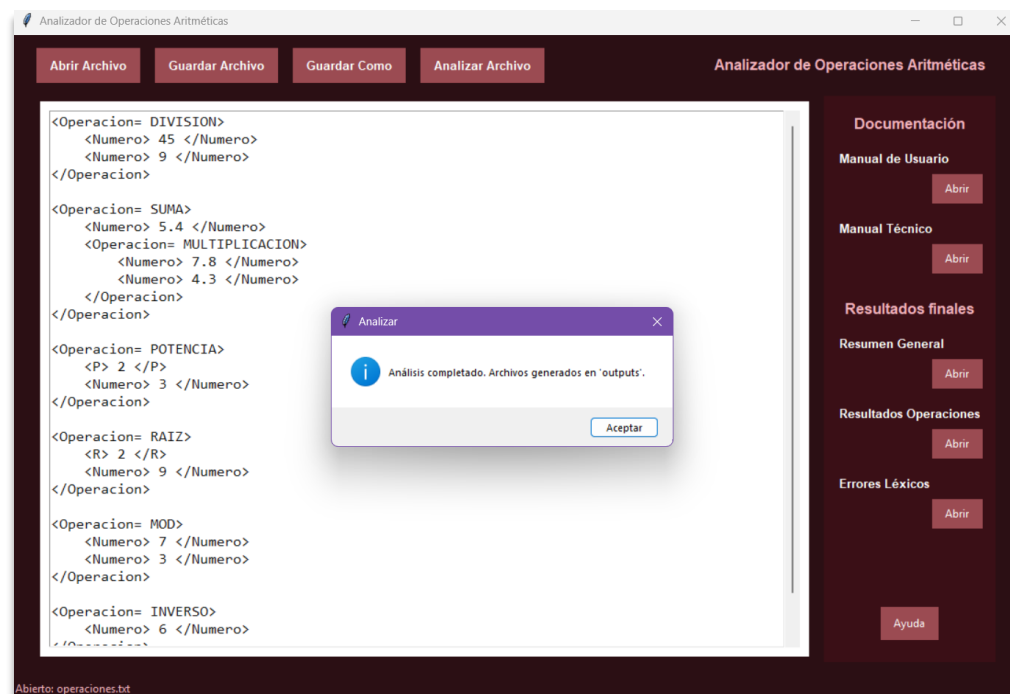 Analizador de Operaciones Aritméticas
Abrir Archivo Guardar Archivo Guardar Como Analizar Archivo Analizador de Operaciones Aritméticas
<Operacion= DIVISION>
    <Numero> 45 </Numero>
    <Numero> 9 </Numero>
</Operacion>
<Operacion= SUMA>
    <Numero> 5.4 </Numero>
    <Operacion= MULTIPLICACION>
        <Numero> 7.8 </Numero>
        <Numero> 4.3 </Numero>
    </Operacion>
</Operacion>
<Operacion= POTENCIA>
    <P> 2 </P>
    <Numero> 3 </Numero>
</Operacion>
<Operacion= RAIZ>
    <R> 2 </R>
    <Numero> 9 </Numero>
</Operacion>
<Operacion= MOD>
    <Numero> 7 </Numero>
    <Numero> 3 </Numero>
</Operacion>
<Operacion= INVERSO>
    <Numero> 6 </Numero>
Analizar
Análisis completado. Archivos generados en 'outputs'.
Aceptar
Documentación
Manual de Usuario
Abrir
Manual Técnico
Abrir
Resultados finales
Resumen General
Abrir
Resultados Operaciones
Abrir
Errores Léxicos
Abrir
Ayuda
Abierto: operaciones.txt